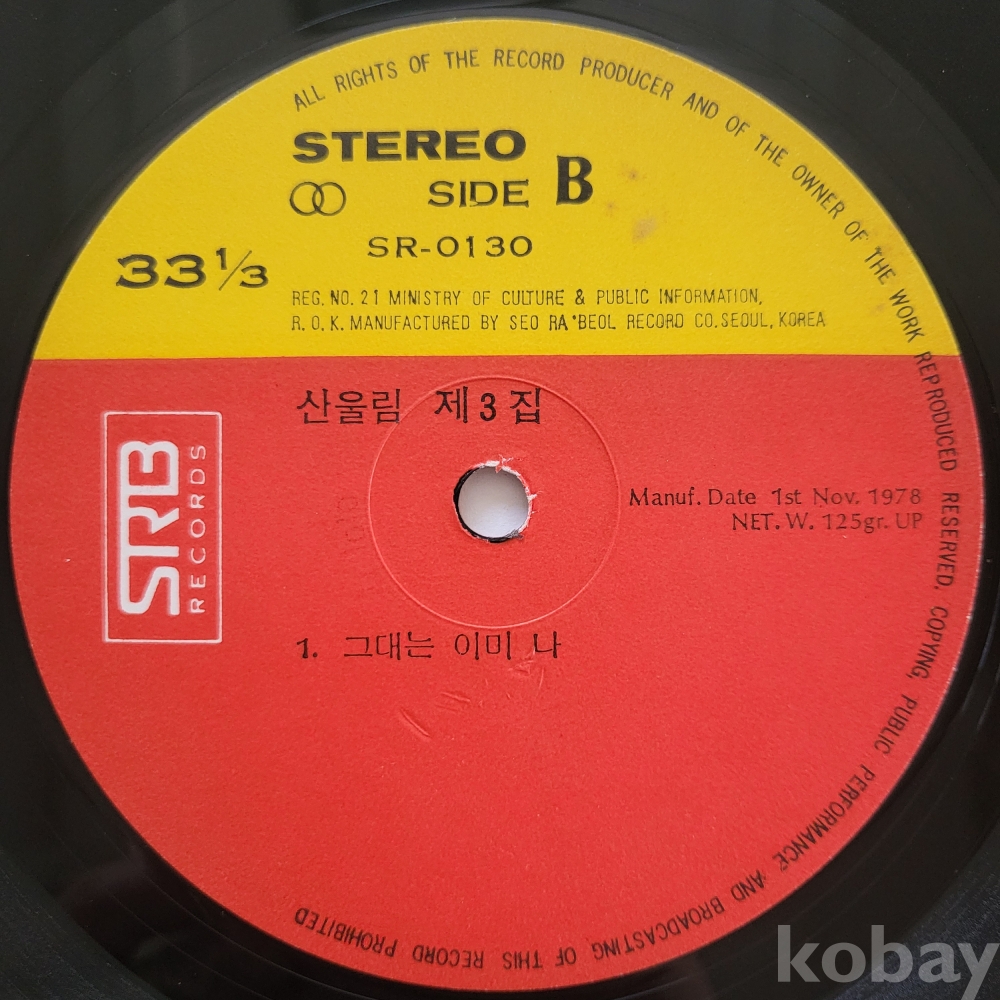 ALL RIGHTS OF THE RECORD PRODUCER AND OF THE OWNER OF THE WORK REPRODUCED RESERVED. COPYING, PUBLIC PERFORMANCE AND BROADCASTING OF THIS RECORD PROHIBITED
STEREO
SIDE B
SR-0130
33 1/3
REG. NO. 21 MINISTRY OF CULTURE & PUBLIC INFORMATION,
R. O. K. MANUFACTURED BY SEO RA'BEOL RECORD CO. SEOUL, KOREA
산울림 제3집
STRB
RECORDS
Manuf. Date 1st Nov. 1978
NET. W. 125gr. UP
1. 그대는 이미 나
kobay